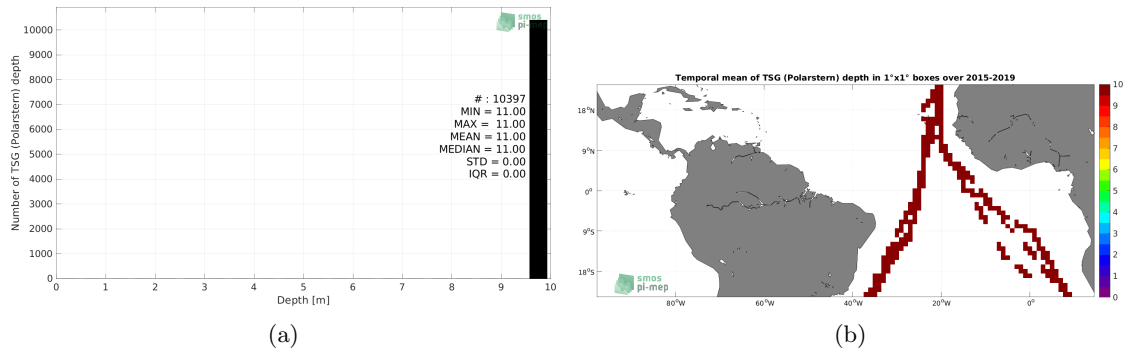 smos
pi-mep
10000
9000
8000
7000
6000
5000
4000
3000
2000
1000
0
Number of TSG (Polarstern) depth
# : 10397
MIN = 11.00
MAX = 11.00
MEAN = 11.00
MEDIAN = 11.00
STD = 0.00
IQR = 0.00
0 1 2 3 4 5 6 7 8 9 10
Depth [m]
(a)
Temporal mean of TSG (Polarstern) depth in 1°x1° boxes over 2015-2019
18°N
9°N
0°
9°S
18°S
80°W 60°W 40°W 20°W 0°
smos
pi-mep
10
9
8
7
6
5
4
3
2
1
0
(b)